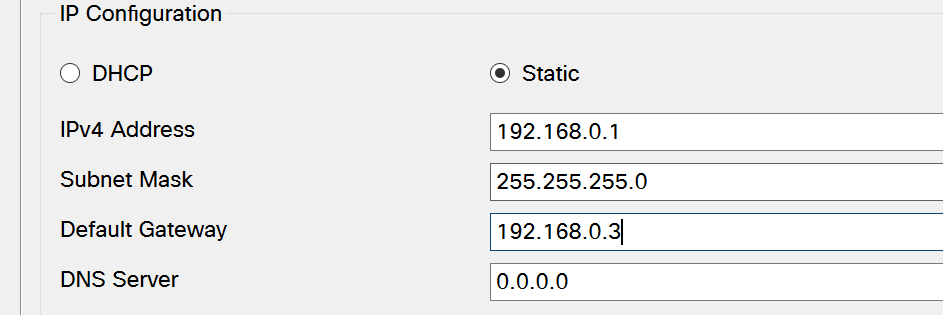 IP Configuration
DHCP
Static
IPv4 Address
192.168.0.1
Subnet Mask
255.255.255.0
Default Gateway
192.168.0.3
DNS Server
0.0.0.0